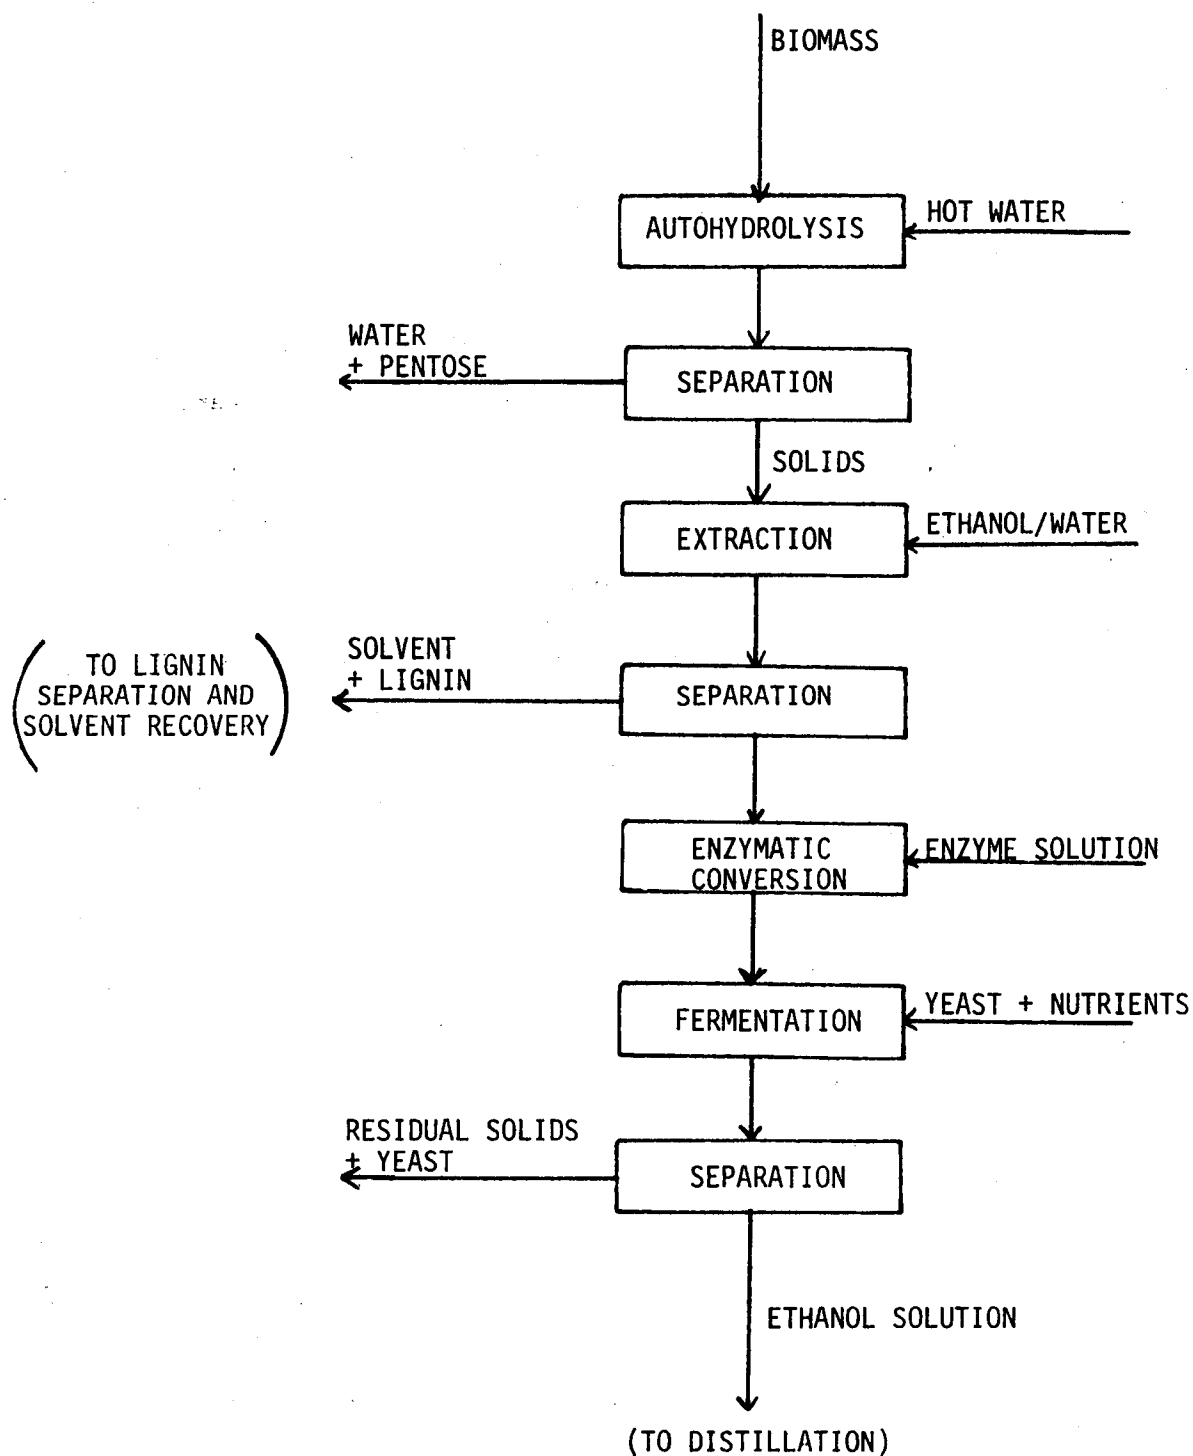 BIOMASS
AUTOHYDROLYSIS
HOT WATER
WATER
+ PENTOSE
SEPARATION
SOLIDS
EXTRACTION
ETHANOL/WATER
TO LIGNIN
SEPARATION AND
SOLVENT RECOVERY
SOLVENT
+ LIGNIN
SEPARATION
ENZYMATIC
CONVERSION
ENZYME SOLUTION
FERMENTATION
YEAST + NUTRIENTS
RESIDUAL SOLIDS
+ YEAST
SEPARATION
ETHANOL SOLUTION
(TO DISTILLATION)